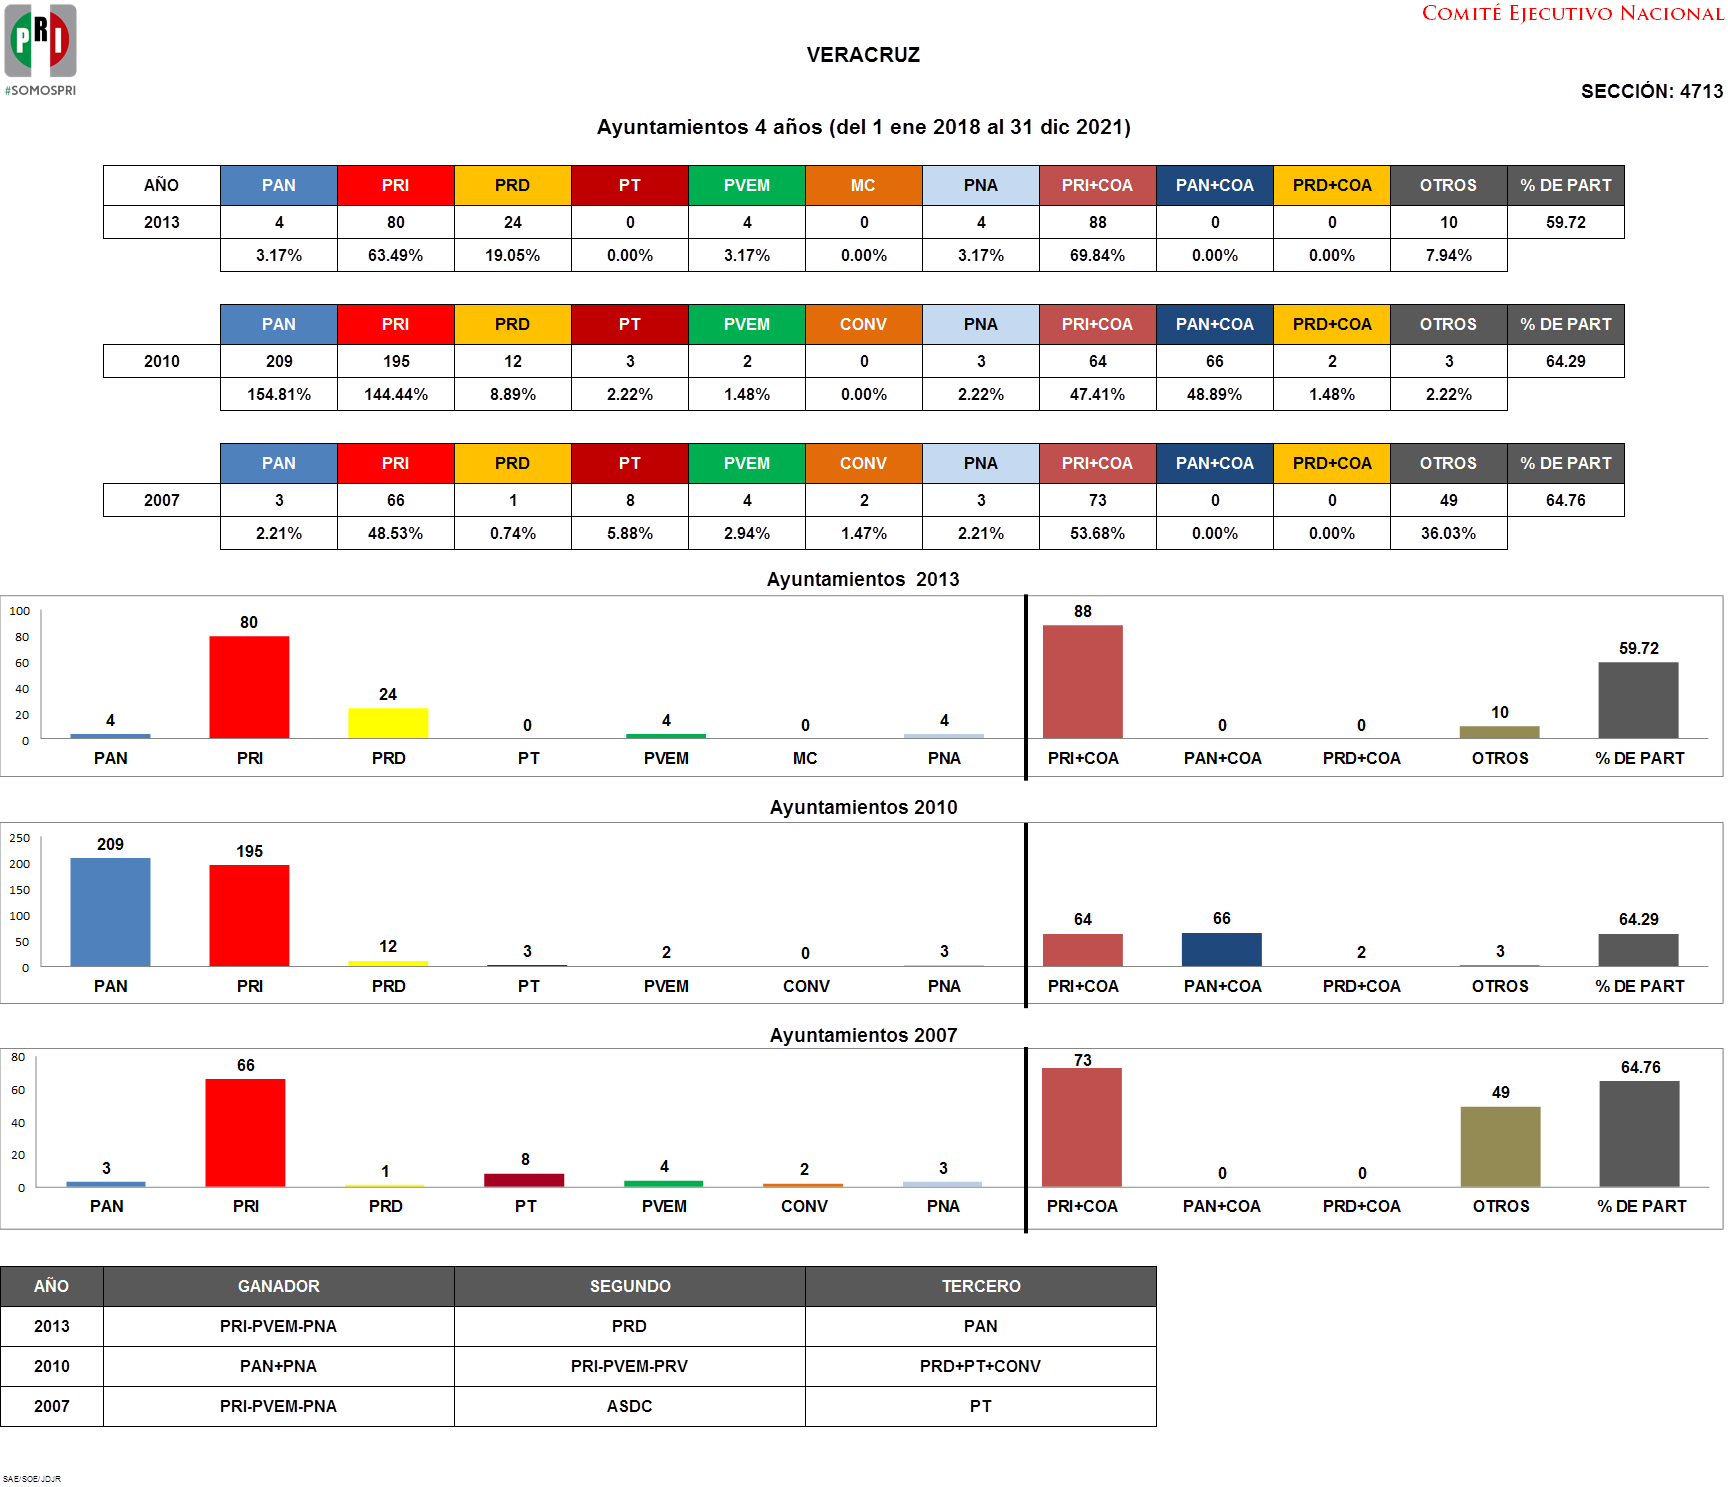 PRI
#SOMOSPRI
COMITÉ EJECUTIVO NACIONAL
VERACRUZ
SECCIÓN: 4713
Ayuntamientos 4 años (del 1 ene 2018 al 31 dic 2021)
AÑO PAN PRI PRD PT PVEM MC PNA PRI+COA PAN+COA PRD+COA OTROS % DE PART
2013 4 80 24 0 4 0 4 88 0 0 10 59.72
3.17% 63.49% 19.05% 0.00% 3.17% 0.00% 3.17% 69.84% 0.00% 0.00% 7.94%
PAN PRI PRD PT PVEM CONV PNA PRI+COA PAN+COA PRD+COA OTROS % DE PART
2010 209 195 12 3 2 0 3 64 66 2 3 64.29
154.81% 144.44% 8.89% 2.22% 1.48% 0.00% 2.22% 47.41% 48.89% 1.48% 2.22%
PAN PRI PRD PT PVEM CONV PNA PRI+COA PAN+COA PRD+COA OTROS % DE PART
2007 3 66 1 8 4 2 3 73 0 0 49 64.76
2.21% 48.53% 0.74% 5.88% 2.94% 1.47% 2.21% 53.68% 0.00% 0.00% 36.03%
Ayuntamientos 2013
100
80
60
40
20
0
4 80 24 0 4 0 4 88 0 0 10 59.72
PAN PRI PRD PT PVEM MC PNA PRI+COA PAN+COA PRD+COA OTROS % DE PART
Ayuntamientos 2010
250
200
150
100
50
0
209 195 12 3 2 0 3 64 66 2 3 64.29
PAN PRI PRD PT PVEM CONV PNA PRI+COA PAN+COA PRD+COA OTROS % DE PART
Ayuntamientos 2007
80
60
40
20
0
3 66 1 8 4 2 3 73 0 0 49 64.76
PAN PRI PRD PT PVEM CONV PNA PRI+COA PAN+COA PRD+COA OTROS % DE PART
AÑO GANADOR SEGUNDO TERCERO
2013 PRI-PVEM-PNA PRD PAN
2010 PAN+PNA PRI-PVEM-PRV PRD+PT+CONV
2007 PRI-PVEM-PNA ASDC PT
SAE/SOE/JDJR